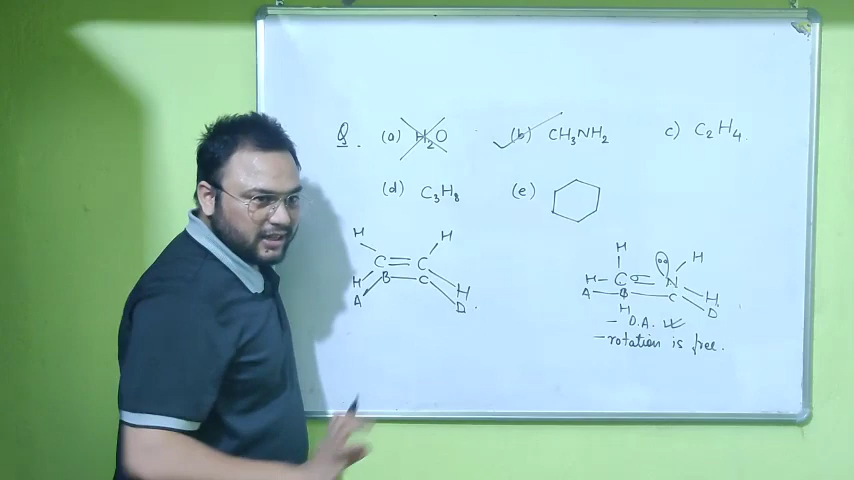 Q. (a) H2O (b) CH3NH2 c) C2H4.
(d) C3H8 (e)
H H
C = C
H B C
A H
D.
H H
H - C = N
A B C H
H D
- D.A.
- rotation is free.